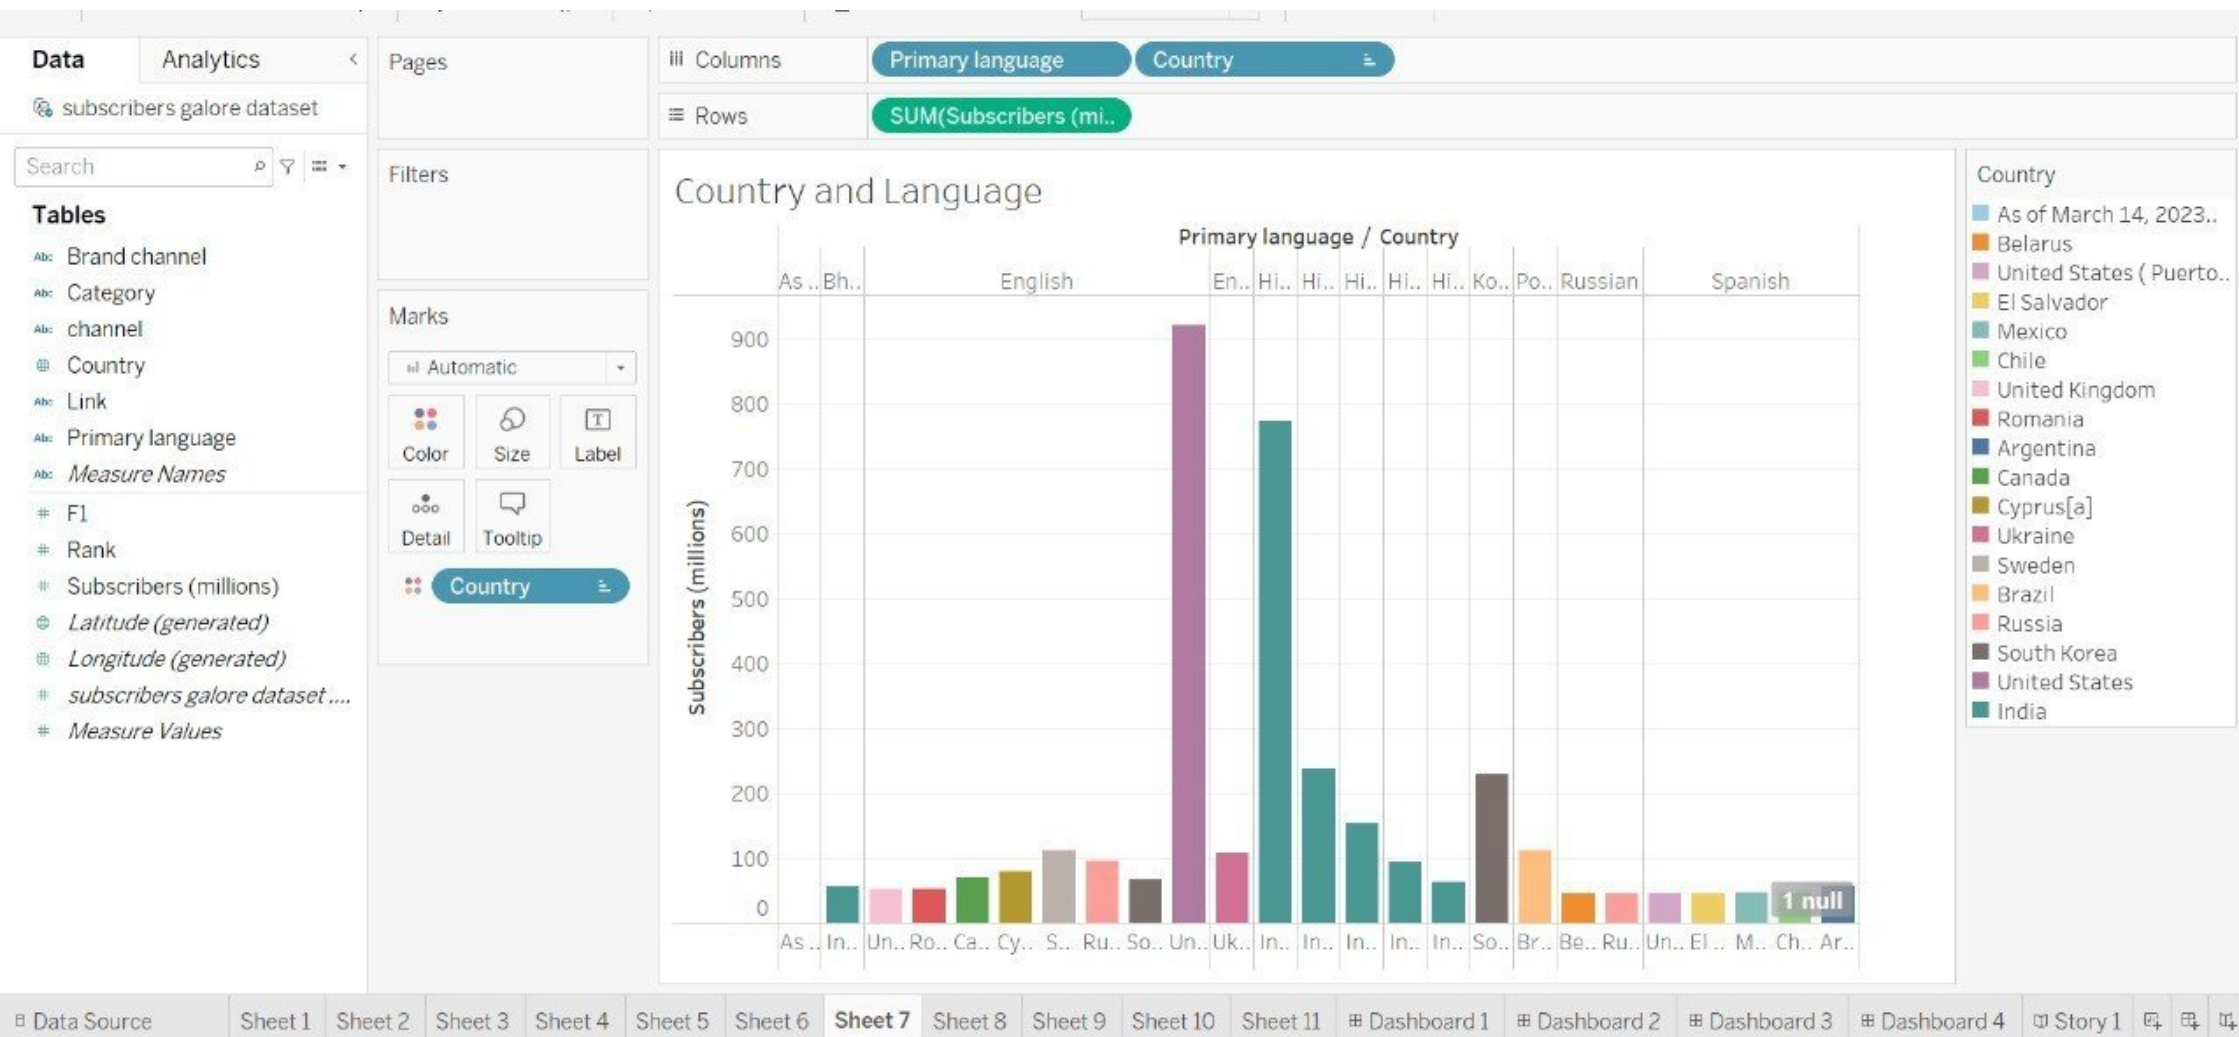 Data
Analytics
subscribers galore dataset
Search
Tables
Abc Brand channel
Abc Category
Abc channel
Country
Abc Link
Abc Primary language
Abc Measure Names
# F1
# Rank
# Subscribers (millions)
Latitude (generated)
Longitude (generated)
# subscribers galore dataset ....
# Measure Values
Pages
Filters
Marks
Automatic
Color
Size
Label
Detail
Tooltip
Country
Columns
Primary language
Country
Rows
SUM(Subscribers (mi..
Country and Language
Primary language / Country
As .. Bh.. English En.. Hi.. Hi.. Hi.. Hi.. Hi.. Ko.. Po.. Russian Spanish
Subscribers (millions)
900
800
700
600
500
400
300
200
100
0
1 null
As .. In.. Un.. Ro.. Ca.. Cy.. S.. Ru.. So.. Un.. Uk.. In.. In.. In.. In.. In.. So.. Br.. Be.. Ru.. Un.. El .. M.. Ch.. Ar..
Country
As of March 14, 2023..
Belarus
United States ( Puerto..
El Salvador
Mexico
Chile
United Kingdom
Romania
Argentina
Canada
Cyprus[a]
Ukraine
Sweden
Brazil
Russia
South Korea
United States
India
Data Source Sheet 1 Sheet 2 Sheet 3 Sheet 4 Sheet 5 Sheet 6 Sheet 7 Sheet 8 Sheet 9 Sheet 10 Sheet 11 Dashboard 1 Dashboard 2 Dashboard 3 Dashboard 4 Story 1